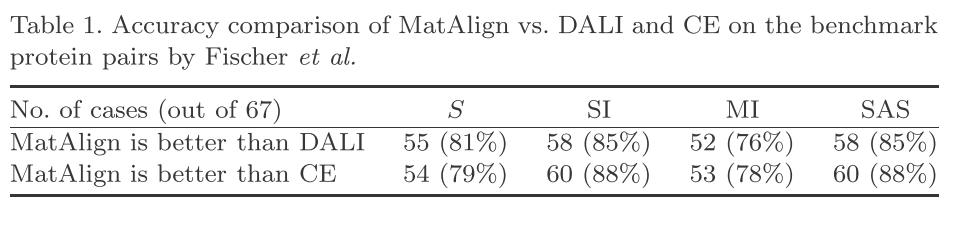 Table 1. Accuracy comparison of MatAlign vs. DALI and CE on the benchmark
protein pairs by Fischer et al.
No. of cases (out of 67) S SI MI SAS
MatAlign is better than DALI 55 (81%) 58 (85%) 52 (76%) 58 (85%)
MatAlign is better than CE 54 (79%) 60 (88%) 53 (78%) 60 (88%)